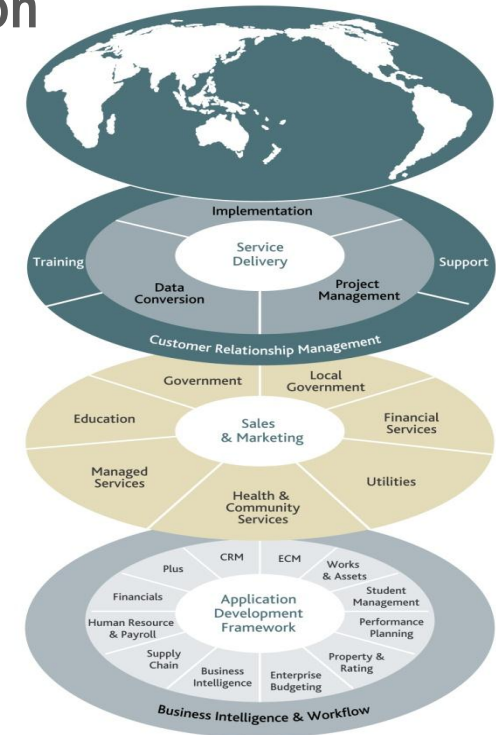 on
Implementation
Service
Delivery
Training
Support
Data
Conversion
Project
Management
Customer Relationship Management
Government
Local
Government
Education
Sales
& Marketing
Financial
Services
Managed
Services
Utilities
Health &
Community
Services
CRM
ECM
Plus
Works
& Assets
Financials
Application
Development
Framework
Student
Management
Human Resource
& Payroll
Performance
Planning
Supply
Chain
Property &
Rating
Business
Intelligence
Enterprise
Budgeting
Business Intelligence & Workflow